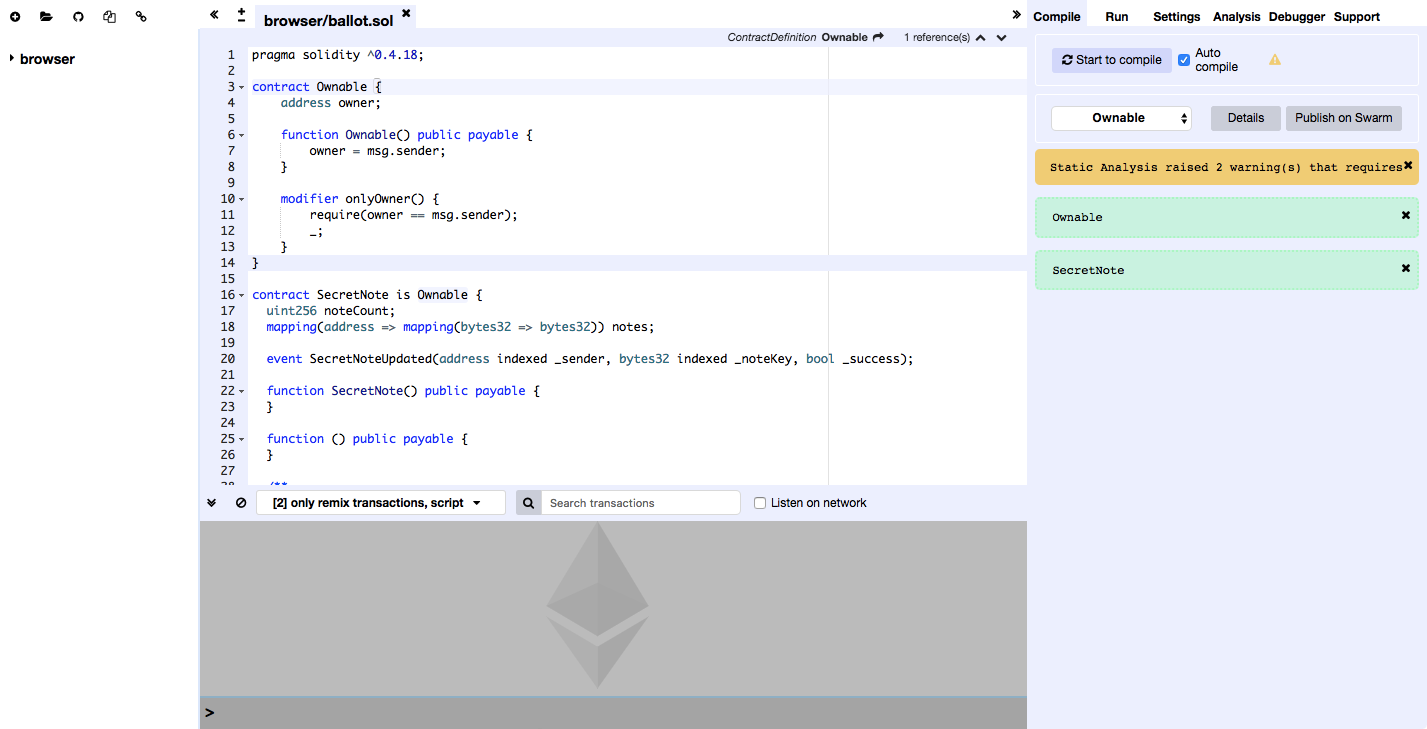 browser
browser/ballot.sol
ContractDefinition Ownable 1 reference(s)
1 pragma solidity ^0.4.18;
2
3 contract Ownable {
4 address owner;
5
6 function Ownable() public payable {
7 owner = msg.sender;
8 }
9
10 modifier onlyOwner() {
11 require(owner == msg.sender);
12 _;
13 }
14 }
15
16 contract SecretNote is Ownable {
17 uint256 noteCount;
18 mapping(address => mapping(bytes32 => bytes32)) notes;
19
20 event SecretNoteUpdated(address indexed _sender, bytes32 indexed _noteKey, bool _success);
21
22 function SecretNote() public payable {
23 }
24
25 function () public payable {
26 }
27
[2] only remix transactions, script
Search transactions
Listen on network
>
Compile Run Settings Analysis Debugger Support
Start to compile
Auto
compile
Ownable
Details
Publish on Swarm
Static Analysis raised 2 warning(s) that requires
Ownable
SecretNote